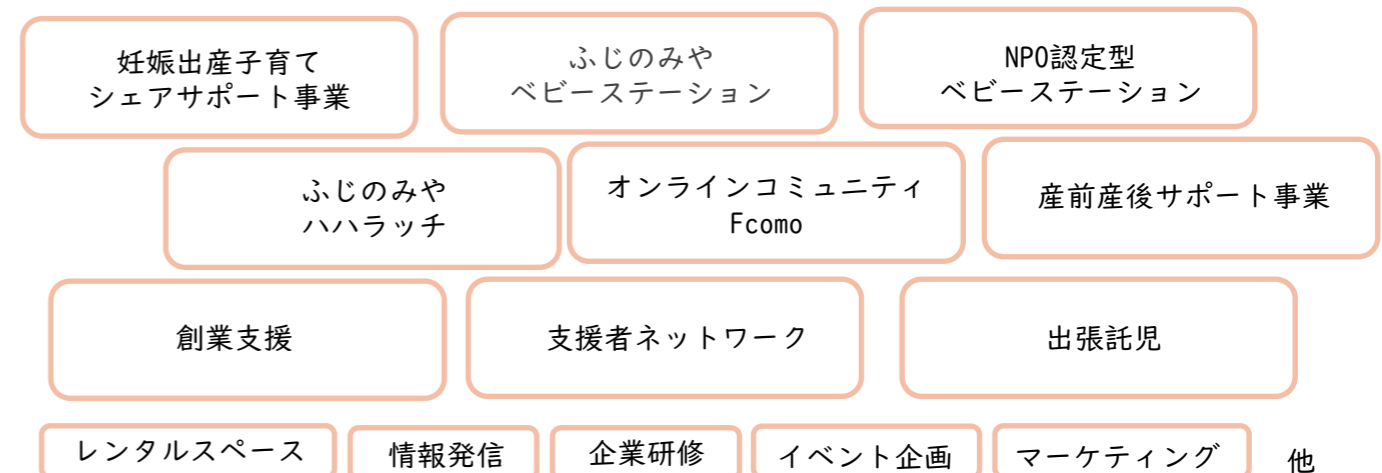 妊娠出産子育て
シェアサポート事業
ふじのみや
ベビーステーション
NPO認定型
ベビーステーション
ふじのみや
ハハラッチ
オンラインコミュニティ
Fcomo
産前産後サポート事業
創業支援
支援者ネットワーク
出張託児
レンタルスペース
情報発信
企業研修
イベント企画
マーケティング
他